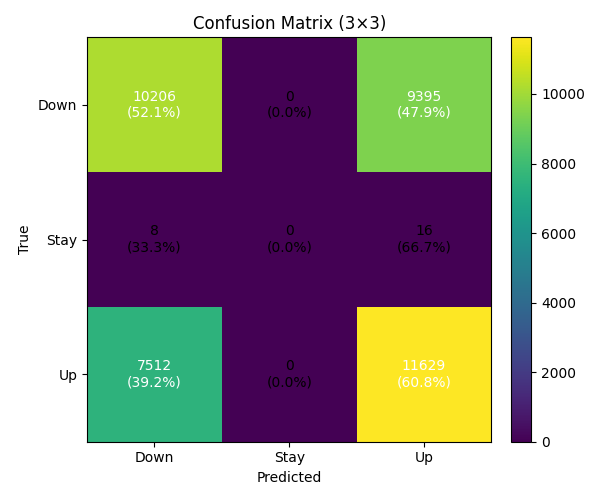 Confusion Matrix (3×3)
True
Down
10206
(52.1%)
0
(0.0%)
9395
(47.9%)
Stay
8
(33.3%)
0
(0.0%)
16
(66.7%)
Up
7512
(39.2%)
0
(0.0%)
11629
(60.8%)
Down
Stay
Up
Predicted
10000
8000
6000
4000
2000
0